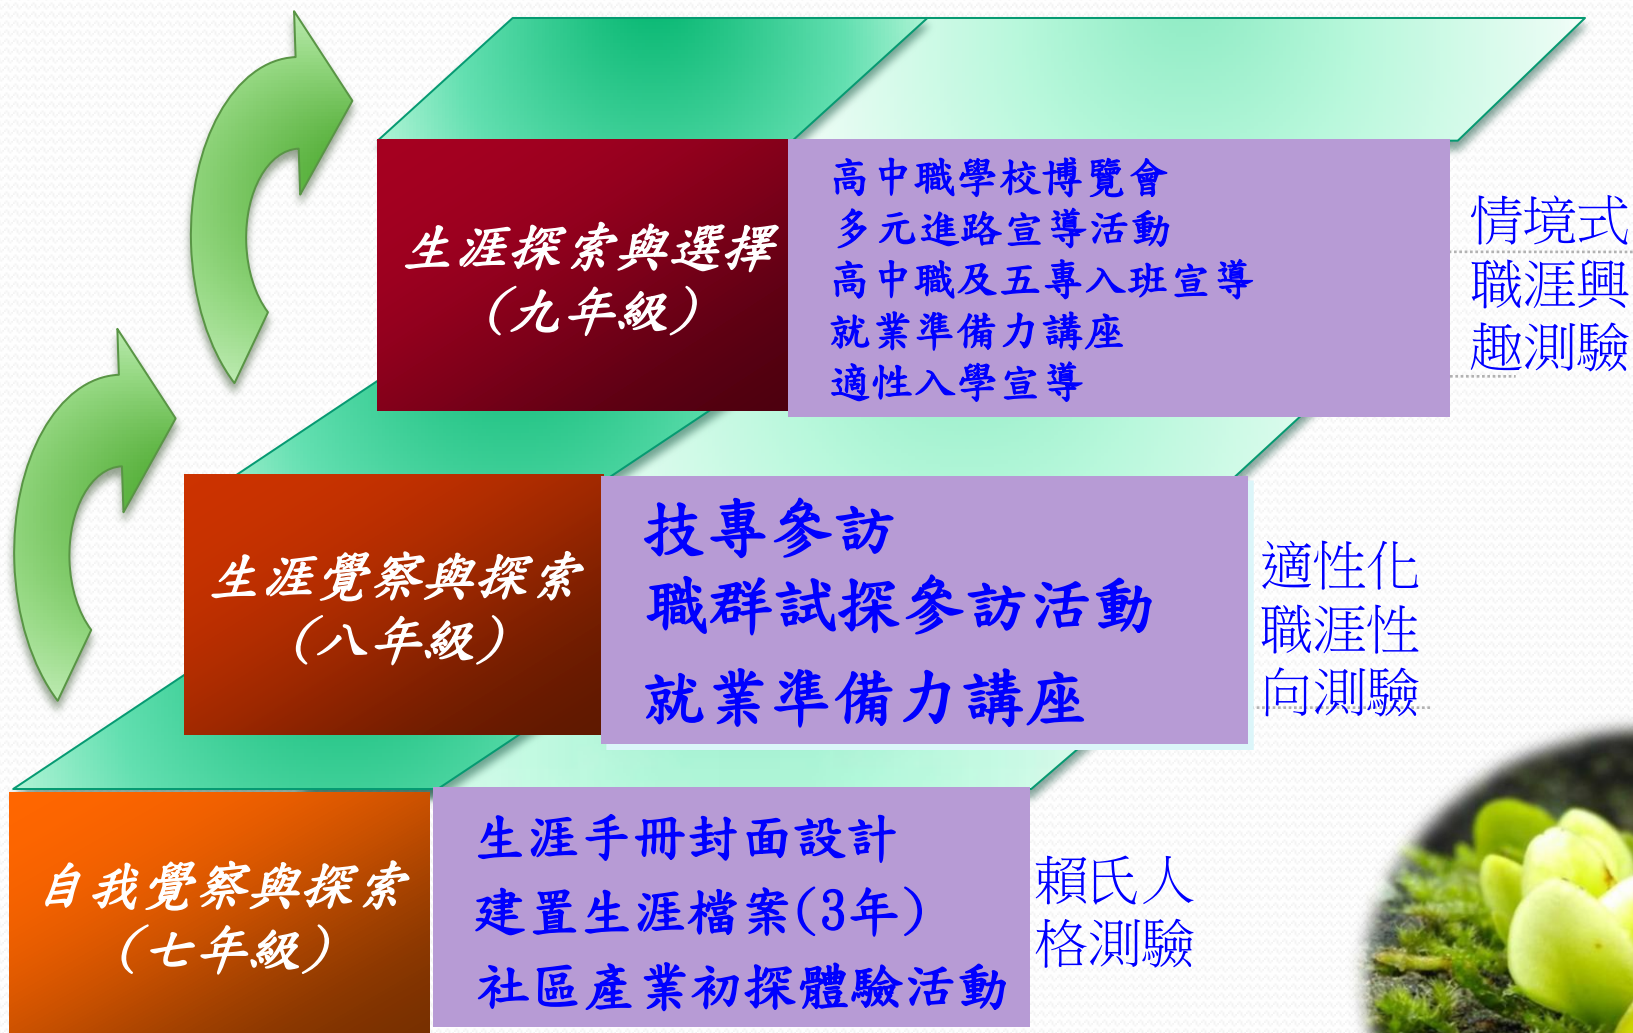 生涯探索與選擇
(九年級)
高中職學校博覽會
多元進路宣導活動
高中職及五專入班宣導
就業準備力講座
適性入學宣導
情境式
職涯興
趣測驗
生涯覺察與探索
(八年級)
技專參訪
職群試探參訪活動
就業準備力講座
適性化
職涯性
向測驗
自我覺察與探索
(七年級)
生涯手冊封面設計
建置生涯檔案(3年)
社區產業初探體驗活動
賴氏人
格測驗